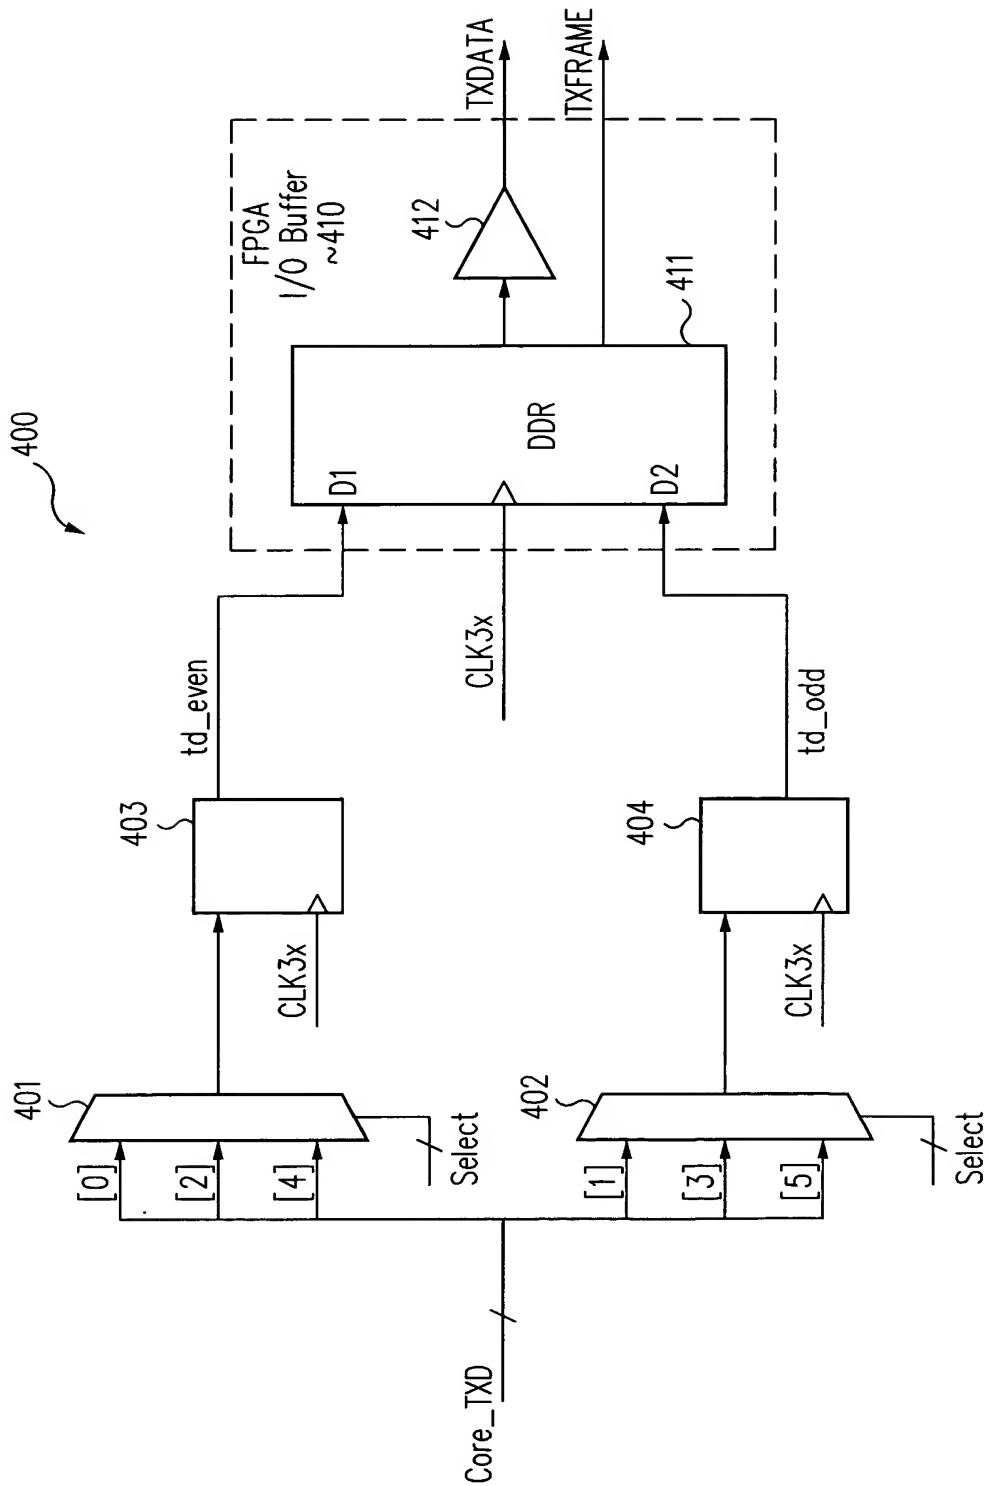 400
FPGA
I/O Buffer
~410
412
TXDATA
TXFRAME
411
DDR
D1
D2
CLK3x
td_even
td_odd
403
CLK3x
404
CLK3x
401
[0]
[2]
[4]
Select
402
[1]
[3]
[5]
Select
Core_TXD